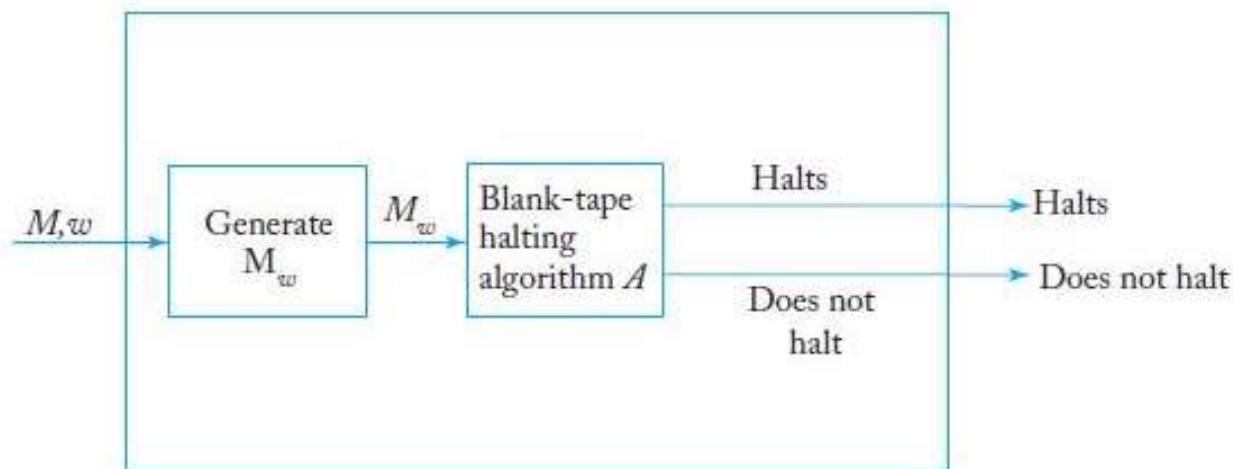 M,w
Generate
M_w
M_w
Blank-tape
halting
algorithm A
Halts
Does not
halt
Halts
Does not halt